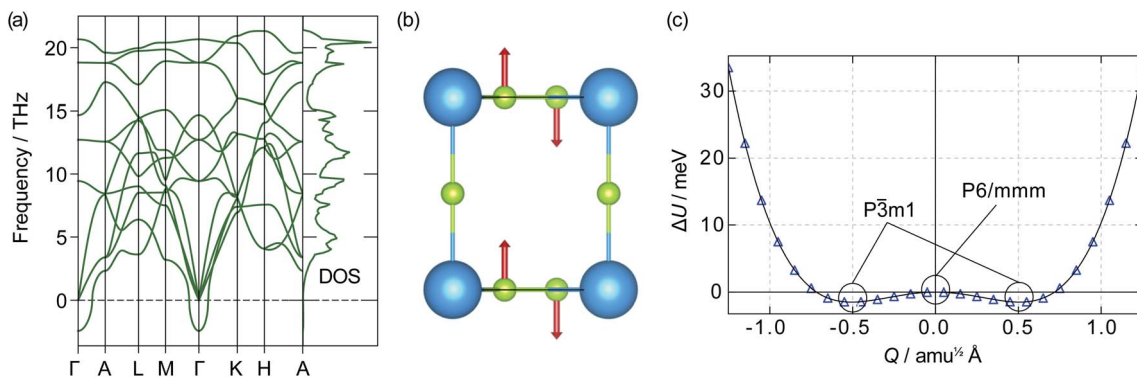 (a)
Frequency / THz
20
15
10
5
0
DOS
Γ A L M Γ K H A
(b)
(c)
ΔU / meV
30
20
10
0
P3̅m1
P6/mmm
-1.0 -0.5 0.0 0.5 1.0
Q / amu½ Å